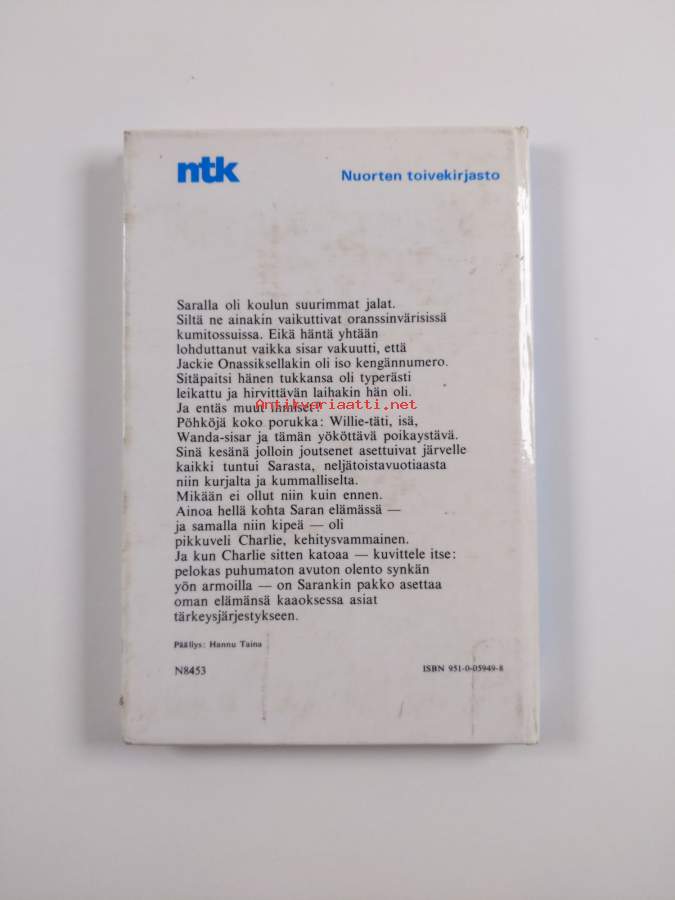 ntk
Nuorten toivekirjasto
Saralla oli koulun suurimmat jalat.
Siltä ne ainakin vaikuttivat oranssinvärisissä
kumitossuissa. Eikä häntä yhtään
lohduttanut vaikka sisar vakuutti, että
Jackie Onassiksellakin oli iso kengännumero.
Sitäpaitsi hänen tukkansa oli typerästi
leikattu ja hirvittävän laihakin hän oli.
Antikvariaatti.net
Ja entäs muut ihmiset?
Pöhköjä koko porukka: Willie-täti, isä,
Wanda-sisar ja tämän yököttävä poikaystävä.
Sinä kesänä jolloin joutsenet asettuivat järvelle
kaikki tuntui Sarasta, neljätoistavuotiaasta
niin kurjalta ja kummalliselta.
Mikään ei ollut niin kuin ennen.
Ainoa hellä kohta Saran elämässä —
ja samalla niin kipeä — oli
pikkuveli Charlie, kehitysvammainen.
Ja kun Charlie sitten katoaa — kuvittele itse:
pelokas puhumaton avuton olento synkän
yön armoilla — on Sarankin pakko asettaa
oman elämänsä kaaoksessa asiat
tärkeysjärjestykseen.
Päällys: Hannu Taina
N8453
ISBN 951-0-05949-8